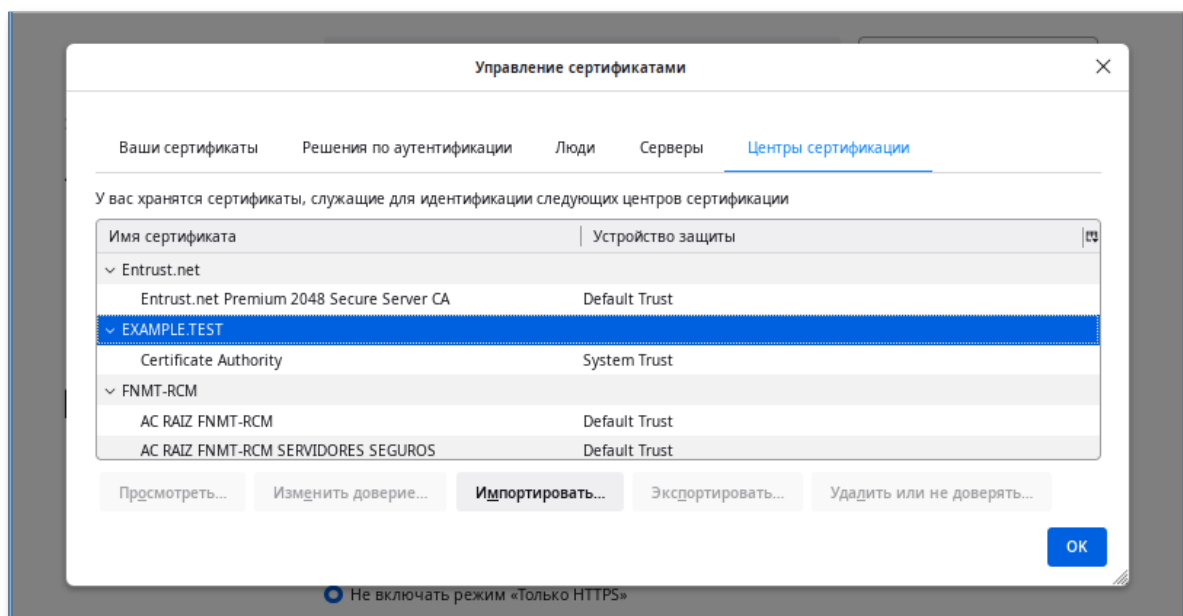 Управление сертификатами
Ваши сертификаты Решения по аутентификации Люди Серверы Центры сертификации
У вас хранятся сертификаты, служащие для идентификации следующих центров сертификации
Имя сертификата Устройство защиты
Entrust.net
Entrust.net Premium 2048 Secure Server CA Default Trust
EXAMPLE.TEST
Certificate Authority System Trust
FNMT-RCM
AC RAIZ FNMT-RCM Default Trust
AC RAIZ FNMT-RCM SERVIDORES SEGUROS Default Trust
Просмотреть... Изменить доверие... Импортировать... Экспортировать... Удалить или не доверять...
OK
Не включать режим «Только HTTPS»